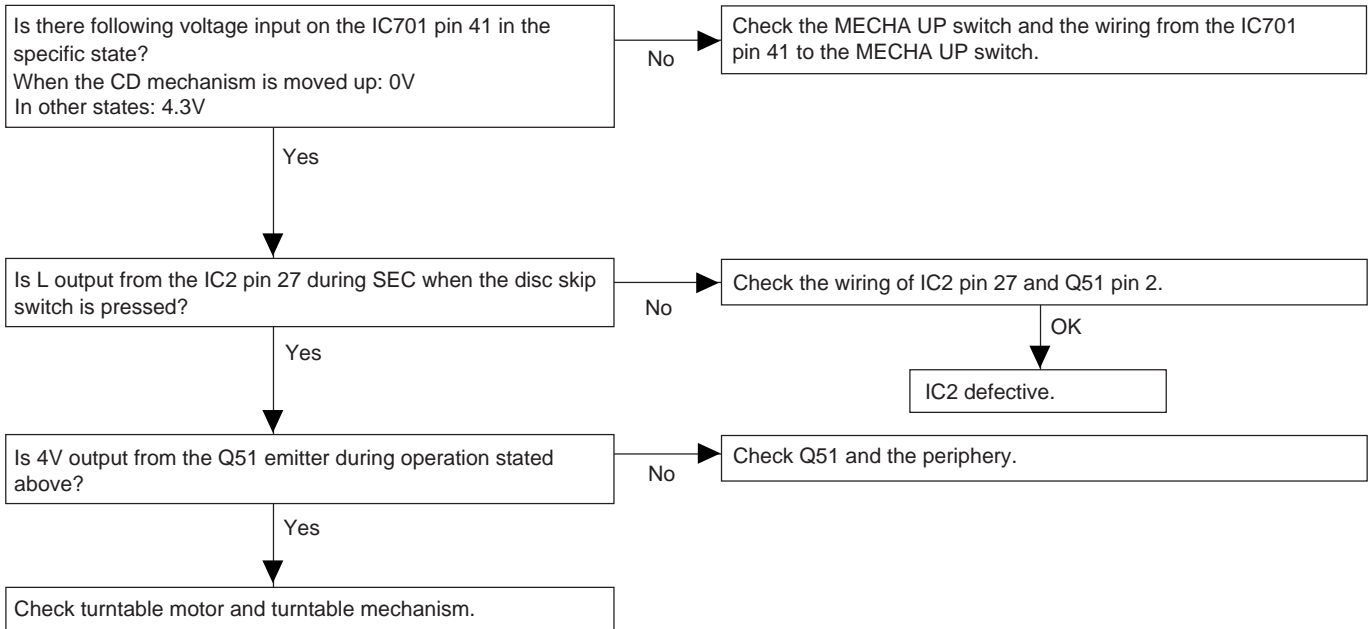 Is there following voltage input on the IC701 pin 41 in the
specific state?
When the CD mechanism is moved up: 0V
In other states: 4.3V
No
Check the MECHA UP switch and the wiring from the IC701
pin 41 to the MECHA UP switch.
Yes
Is L output from the IC2 pin 27 during SEC when the disc skip
switch is pressed?
No
Check the wiring of IC2 pin 27 and Q51 pin 2.
OK
IC2 defective.
Yes
Is 4V output from the Q51 emitter during operation stated
above?
No
Check Q51 and the periphery.
Yes
Check turntable motor and turntable mechanism.